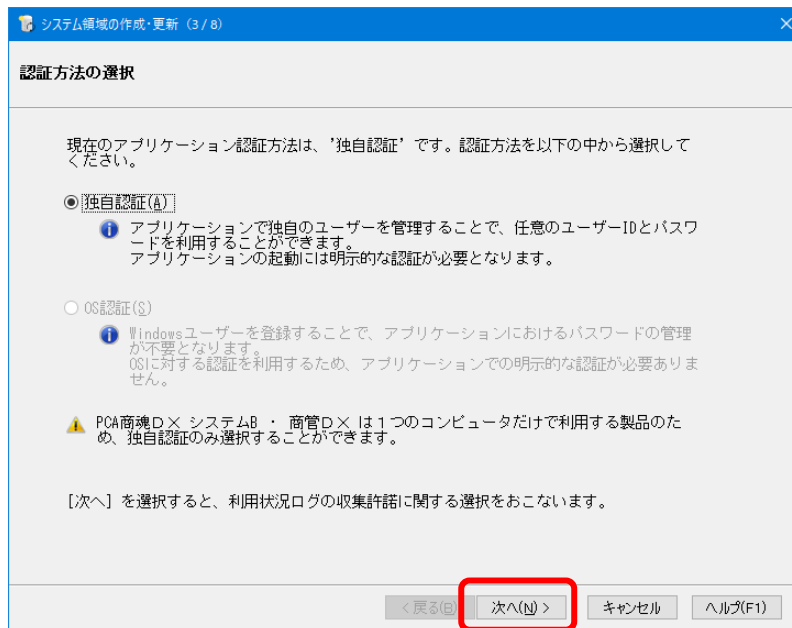 システム領域の作成・更新 (3/8)
認証方法の選択
現在のアプリケーション認証方法は、'独自認証' です。認証方法を以下の中から選択して
ください。
独自認証(A)
アプリケーションで独自のユーザーを管理することで、任意のユーザーIDとパスワ
ードを利用することができます。
アプリケーションの起動には明示的な認証が必要となります。
OS認証(S)
Windowsユーザーを登録することで、アプリケーションにおけるパスワードの管理
が不要となります。
OSに対する認証を利用するため、アプリケーションでの明示的な認証が必要ありま
せん。
PCA商魂DX システムB ・ 商管DX は1つのコンピュータだけで利用する製品のた
め、独自認証のみ選択することができます。
[次へ] を選択すると、利用状況ログの収集許諾に関する選択をおこないます。
<戻る(B) 次へ(N)> キャンセル ヘルプ(F1)